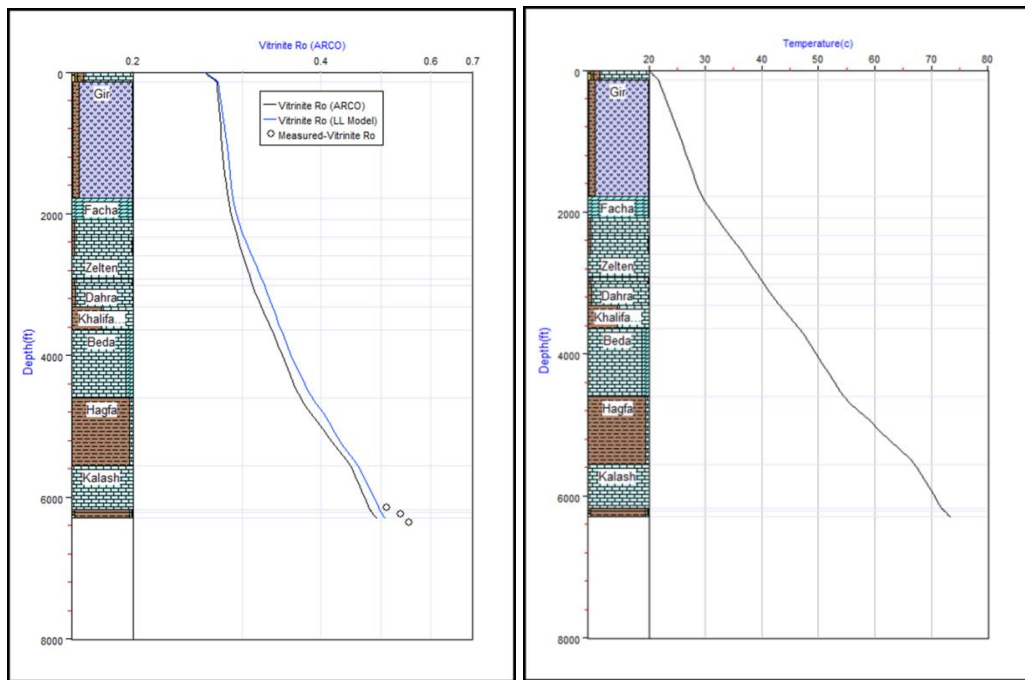 Vitrinite Ro (ARCO)
0.2 0.4 0.6 0.7
0
Gir
Vitrinite Ro (ARCO)
Vitrinite Ro (LL Model)
Measured-Vitrinite Ro
2000
Facha
Zelten
Dahra
Khalifa...
Depth(ft)
4000
Beda
Hagfa
Kalash
6000
8000
Temperature(c)
20 30 40 50 60 70 80
0
Gir
2000
Facha
Zelten
Dahra
Khalifa...
Depth(ft)
4000
Beda
Hagfa
Kalash
6000
8000